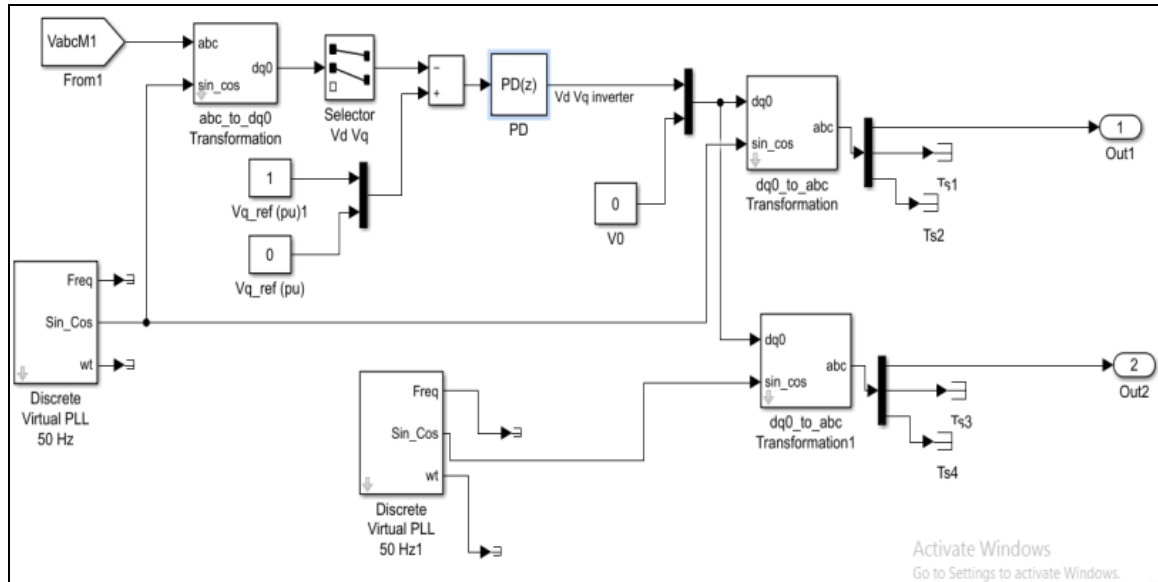 VabcM1
From1
abc
sin_cos
dq0
abc_to_dq0
Transformation
Selector
Vd Vq
−
+
PD(z)
PD
Vd Vq inverter
1
Vq_ref (pu)1
0
Vq_ref (pu)
0
V0
dq0
sin_cos
abc
dq0_to_abc
Transformation
1
Out1
Ts1
Ts2
Freq
Sin_Cos
wt
Discrete
Virtual PLL
50 Hz
Freq
Sin_Cos
wt
Discrete
Virtual PLL
50 Hz1
dq0
sin_cos
abc
dq0_to_abc
Transformation1
2
Out2
Ts3
Ts4
Activate Windows
Go to Settings to activate Windows.